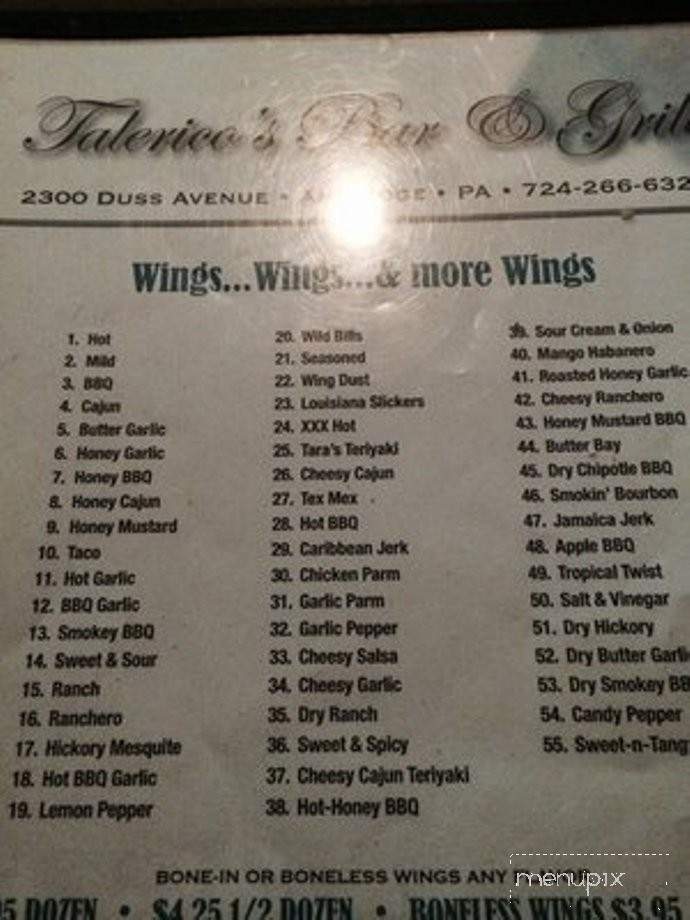 Talerico's Bar & Grill
2300 DUSS AVENUE • • PA • 724-266-632
Wings...Wings...& more Wings
1. Hot
2. Mild
3. BBQ
4. Cajun
5. Butter Garlic
6. Honey Garlic
7. Honey BBQ
8. Honey Cajun
9. Honey Mustard
10. Taco
11. Hot Garlic
12. BBQ Garlic
13. Smokey BBQ
14. Sweet & Sour
15. Ranch
16. Ranchero
17. Hickory Mesquite
18. Hot BBQ Garlic
19. Lemon Pepper
20. Wild Bills
21. Seasoned
22. Wing Dust
23. Louisiana Slickers
24. XXX Hot
25. Tara's Teriyaki
26. Cheesy Cajun
27. Tex Mex
28. Hot BBQ
29. Caribbean Jerk
30. Chicken Parm
31. Garlic Parm
32. Garlic Pepper
33. Cheesy Salsa
34. Cheesy Garlic
35. Dry Ranch
36. Sweet & Spicy
37. Cheesy Cajun Teriyaki
38. Hot-Honey BBQ
39. Sour Cream & Onion
40. Mango Habanero
41. Roasted Honey Garlic
42. Cheesy Ranchero
43. Honey Mustard BBQ
44. Butter Bay
45. Dry Chipotle BBQ
46. Smokin' Bourbon
47. Jamaica Jerk
48. Apple BBQ
49. Tropical Twist
50. Salt & Vinegar
51. Dry Hickory
52. Dry Butter Garli
53. Dry Smokey BB
54. Candy Pepper
55. Sweet-n-Tang
BONE-IN OR BONELESS WINGS ANY
menupix
95 DOZEN • $4.25 1/2 DOZEN • BONELESS WINGS $3.95